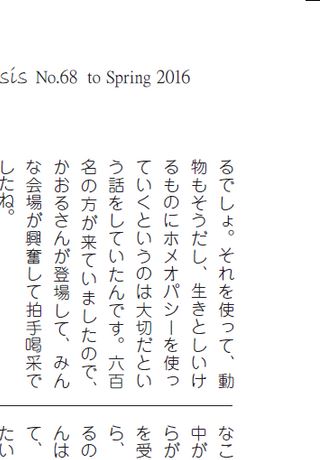 sis No.68 to Spring 2016
るでしょ。それを使って、動
物もそうだし、生きとしいけ
るものにホメオパシーを使っ
ていくというのは大切だとい
う話をしていたんです。六百
名の方が来ていましたので、
かおるさんが登場して、みん
な会場が興奮して拍手喝采で
したね。
なこ
中が
らが
を受
ら、
るの
んは
て、
たい